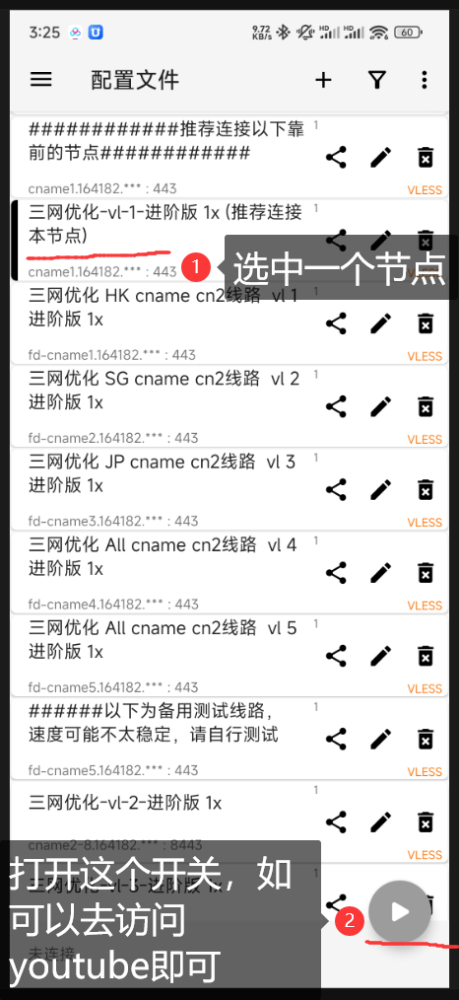 3:25
9.72
KB/s
HD
HD
60
配置文件
############推荐连接以下靠
前的节点############
1
cname1.164182.*** : 443
VLESS
三网优化-vl-1-进阶版 1x (推荐连接
本节点)
1
cname1.164182.*** : 443
1
选中一个节点
三网优化 HK cname cn2线路 vl 1
进阶版 1x
1
fd-cname1.164182.*** : 443
VLESS
三网优化 SG cname cn2线路 vl 2
进阶版 1x
1
fd-cname2.164182.*** : 443
VLESS
三网优化 JP cname cn2线路 vl 3
进阶版 1x
1
fd-cname3.164182.*** : 443
VLESS
三网优化 All cname cn2线路 vl 4
进阶版 1x
1
fd-cname4.164182.*** : 443
VLESS
三网优化 All cname cn2线路 vl 5
进阶版 1x
1
fd-cname5.164182.*** : 443
VLESS
######以下为备用测试线路，
速度可能不太稳定，请自行测试
1
fd-cname5.164182.*** : 443
VLESS
三网优化-vl-2-进阶版 1x
1
cname2-8.164182.*** : 8443
VLESS
打开这个开关，如
可以去访问
youtube即可
2
未连接